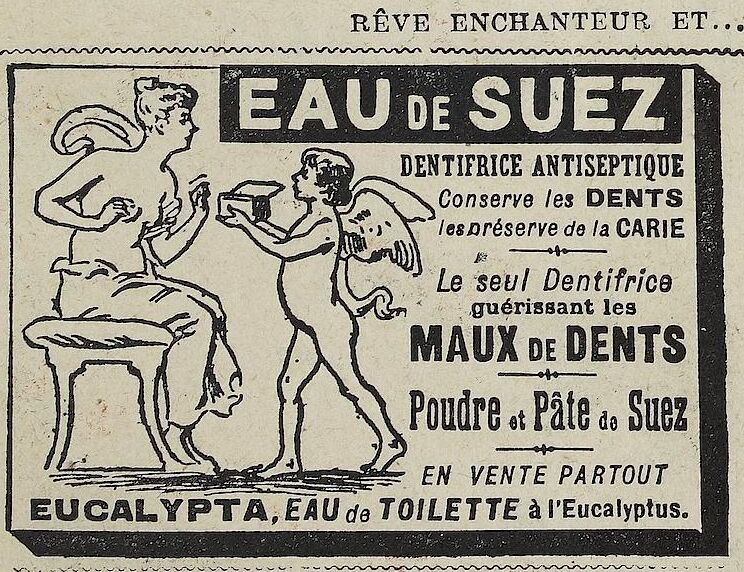 RÊVE ENCHANTEUR ET...
EAU DE SUEZ
DENTIFRICE ANTISEPTIQUE
Conserve les DENTS
les préserve de la CARIE
Le seul Dentifrice
guérissant les
MAUX DE DENTS
Poudre et Pâte de Suez
EN VENTE PARTOUT
EUCALYPTA, EAU de TOILETTE à l'Eucalyptus.